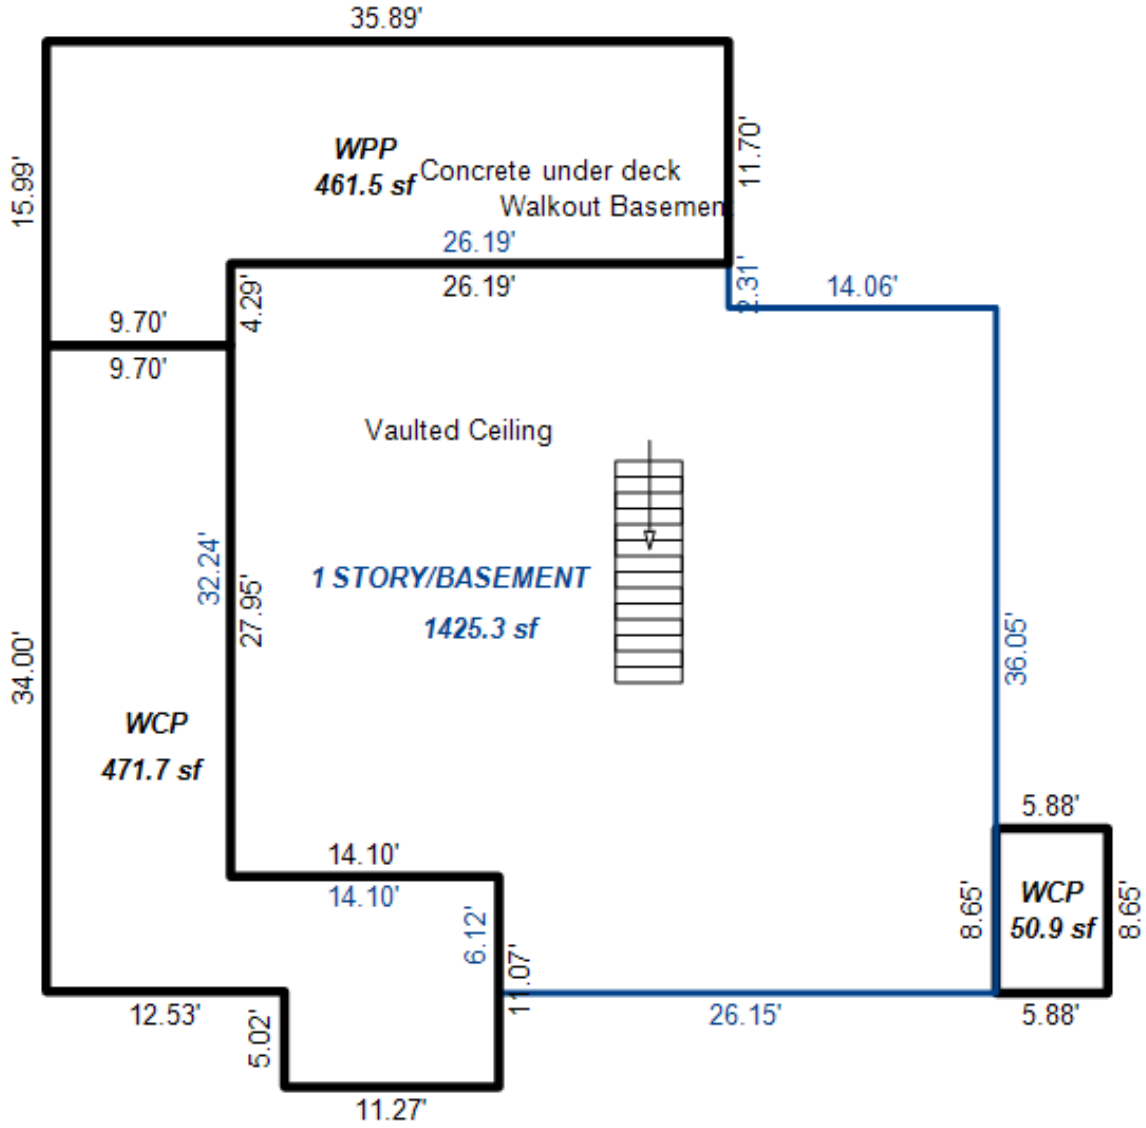 35.89'
15.99'
WPP
461.5 sf
Concrete under deck
Walkout Basemen
11.70'
26.19'
26.19'
4.29'
2.31'
14.06'
9.70'
9.70'
Vaulted Ceiling
32.24'
27.95'
1 STORY/BASEMENT
1425.3 sf
34.00'
36.05'
WCP
471.7 sf
14.10'
14.10'
6.12'
11.07'
5.88'
8.65'
WCP
50.9 sf
8.65'
12.53'
26.15'
5.88'
5.02'
11.27'